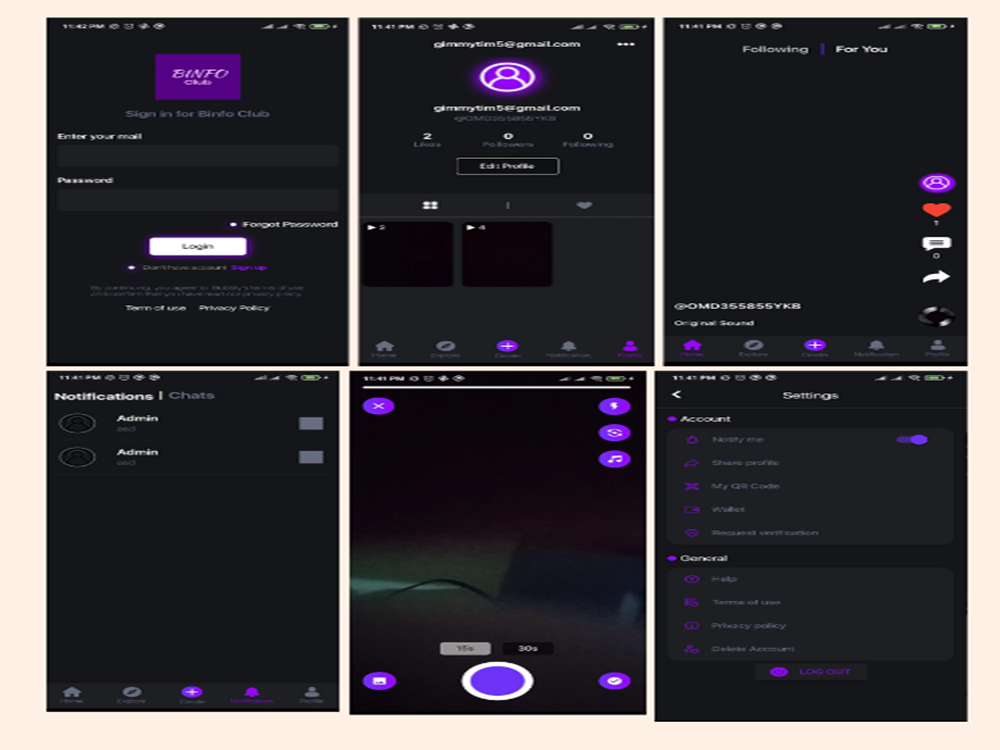 11:42 PM
BINFO
Club
Sign in for Binfo Club
Enter your mail
Password
Forgot Password
Login
Don't have account Sign up
By continuing, you agree to Bubbly's terms of use
and confirm that you have read our privacy policy.
Term of use Privacy Policy
11:41 PM
gimmytim5@gmail.com
gimmytim5@gmail.com
@OMD355855YKB
2 0 0
Likes Followers Following
Edit Profile
2 4
Home Explore Create Notification Profile
11:41 PM
Following | For You
1
0
@OMD355855YKB
Original Sound
Home Explore Create Notification Profile
11:41 PM
Notifications | Chats
Admin
Admin
Home Explore Create Notification Profile
11:41 PM
15s 30s
11:41 PM
Settings
Account
Notify me
Share profile
My QR Code
Wallet
Request verification
General
Help
Terms of use
Privacy policy
Delete Account
LOG OUT